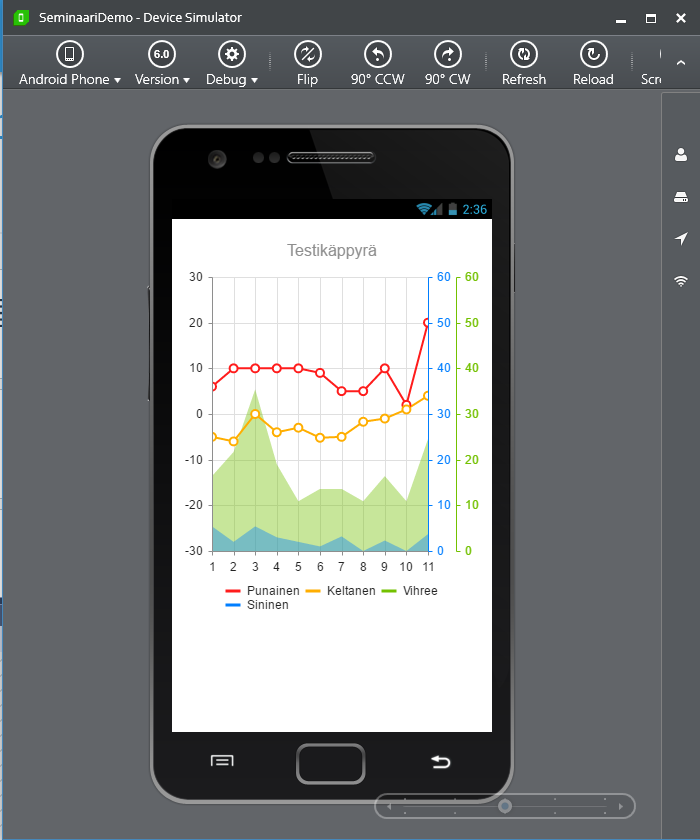 SeminaariDemo - Device Simulator
6.0
Android Phone Version Debug Flip 90° CCW 90° CW Refresh Reload Scre
2:36
Testikäppyrä
30 60 60
20 50 50
10 40 40
0 30 30
-10 20 20
-20 10 10
-30 0 0
1 2 3 4 5 6 7 8 9 10 11
Punainen Keltanen Vihree
Sininen